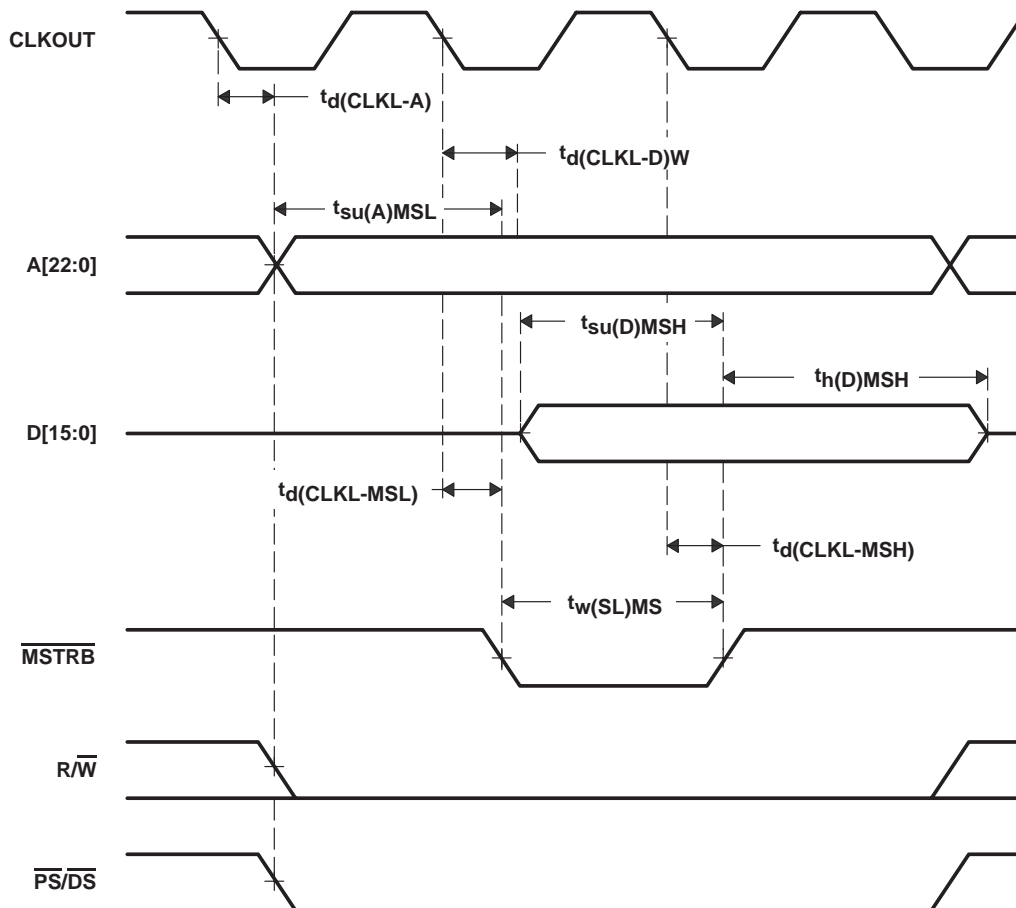 CLKOUT
td(CLKL-A)
td(CLKL-D)W
tsu(A)MSL
A[22:0]
tsu(D)MSH
th(D)MSH
D[15:0]
td(CLKL-MSL)
td(CLKL-MSH)
tw(SL)MS
MSTRB
R/W
PS/DS